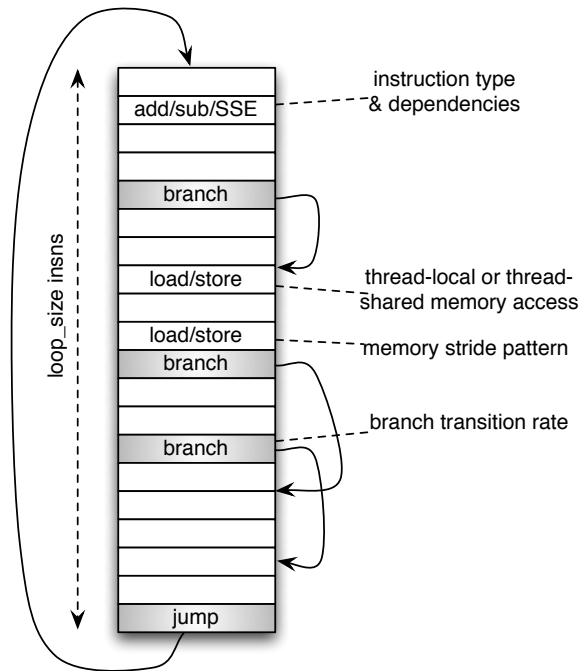 instruction type
& dependencies
add/sub/SSE
branch
loop_size insns
load/store
thread-local or thread-
shared memory access
load/store
memory stride pattern
branch
branch transition rate
branch
jump